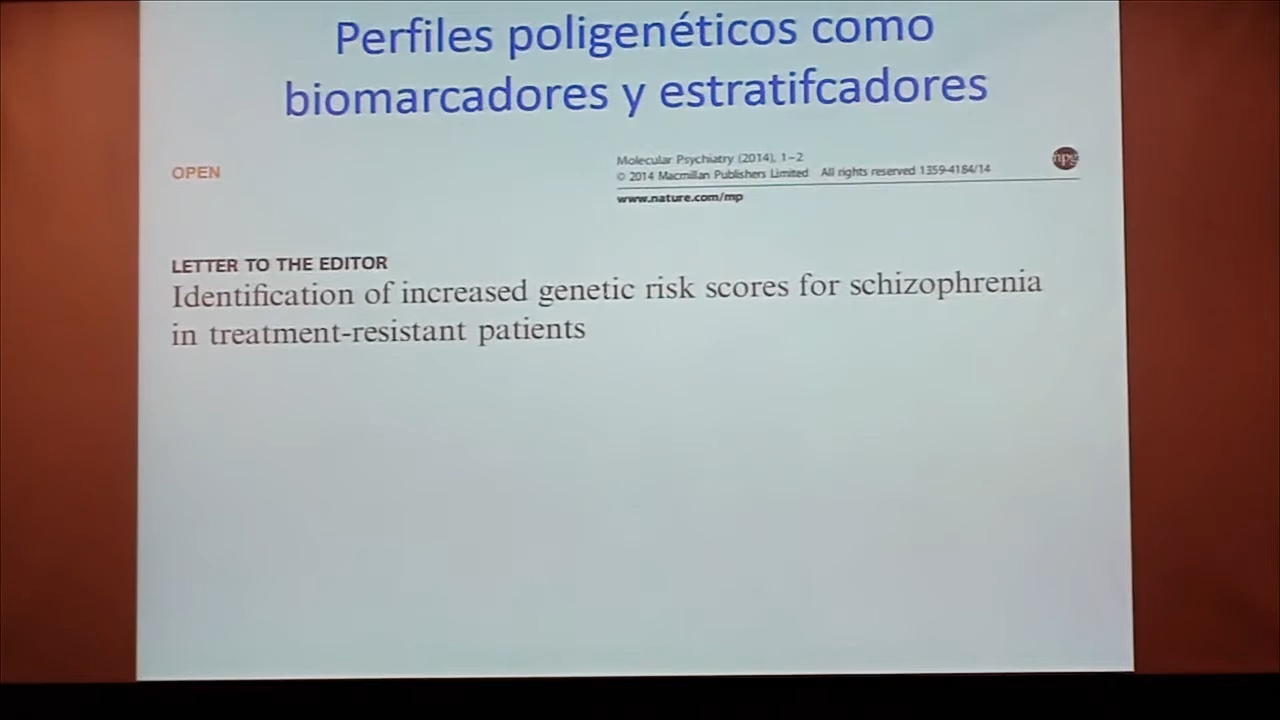 Perfiles poligenéticos como
biomarcadores y estratifcadores
OPEN
Molecular Psychiatry (2014), 1–2
© 2014 Macmillan Publishers Limited All rights reserved 1359-4184/14
npg
www.nature.com/mp
LETTER TO THE EDITOR
Identification of increased genetic risk scores for schizophrenia
in treatment-resistant patients